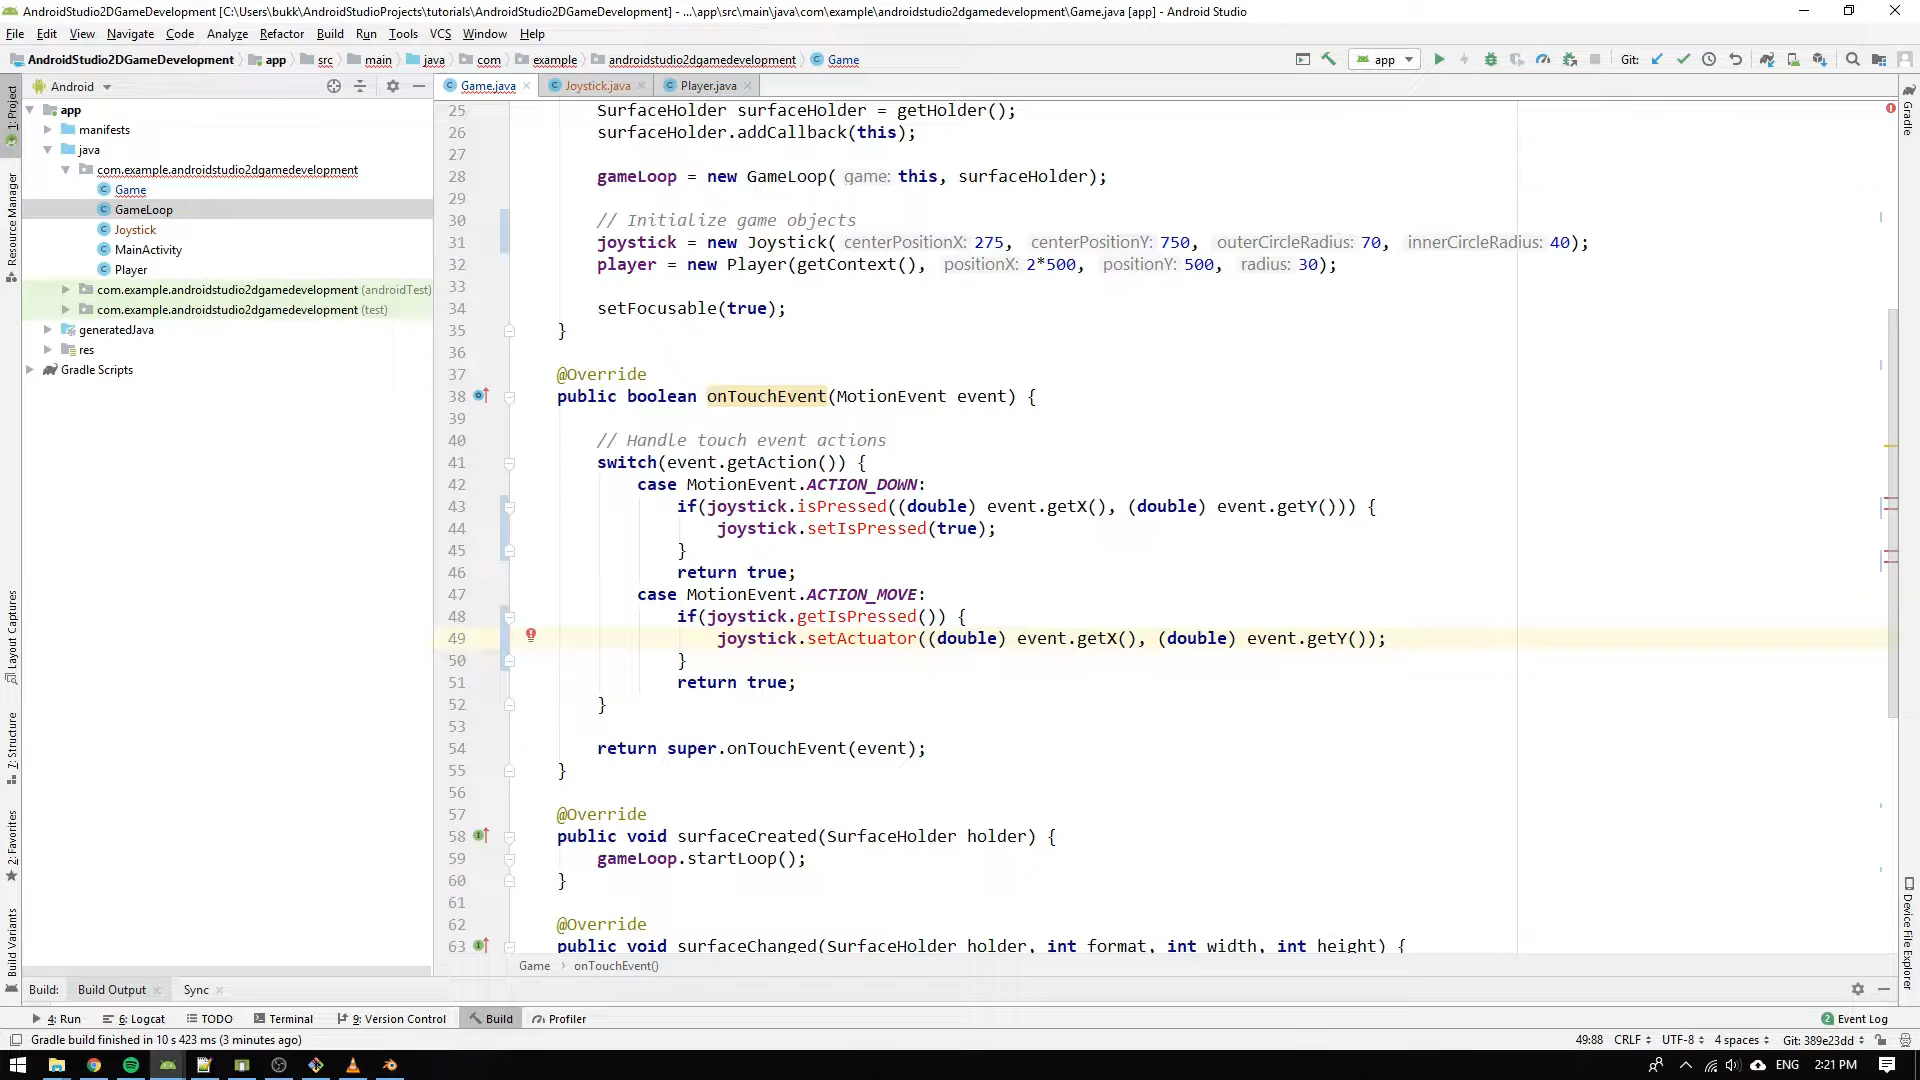 AndroidStudio2DGameDevelopment [C:\Users\bukk\AndroidStudioProjects\tutorials\AndroidStudio2DGameDevelopment] - ...\app\src\main\java\com\example\androidstudio2dgamedevelopment\Game.java [app] - Android Studio
File Edit View Navigate Code Analyze Refactor Build Run Tools VCS Window Help
AndroidStudio2DGameDevelopment app src main java com example androidstudio2dgamedevelopment Game app Git:
1: Project
Resource Manager
Layout Captures
7: Structure
2: Favorites
Build Variants
Android
app
manifests
java
com.example.androidstudio2dgamedevelopment
Game
GameLoop
Joystick
MainActivity
Player
com.example.androidstudio2dgamedevelopment (androidTest)
com.example.androidstudio2dgamedevelopment (test)
generatedJava
res
Gradle Scripts
Game.java Joystick.java Player.java
25 SurfaceHolder surfaceHolder = getHolder();
26 surfaceHolder.addCallback(this);
27
28 gameLoop = new GameLoop( game: this, surfaceHolder);
29
30 // Initialize game objects
31 joystick = new Joystick( centerPositionX: 275, centerPositionY: 750, outerCircleRadius: 70, innerCircleRadius: 40);
32 player = new Player(getContext(), positionX: 2*500, positionY: 500, radius: 30);
33
34 setFocusable(true);
35 }
36
37 @Override
38 public boolean onTouchEvent(MotionEvent event) {
39
40 // Handle touch event actions
41 switch(event.getAction()) {
42 case MotionEvent.ACTION_DOWN:
43 if(joystick.isPressed((double) event.getX(), (double) event.getY())) {
44 joystick.setIsPressed(true);
45 }
46 return true;
47 case MotionEvent.ACTION_MOVE:
48 if(joystick.getIsPressed()) {
49 joystick.setActuator((double) event.getX(), (double) event.getY());
50 }
51 return true;
52 }
53
54 return super.onTouchEvent(event);
55 }
56
57 @Override
58 public void surfaceCreated(SurfaceHolder holder) {
59 gameLoop.startLoop();
60 }
61
62 @Override
63 public void surfaceChanged(SurfaceHolder holder, int format, int width, int height) {
Game onTouchEvent()
Gradle
Device File Explorer
Build: Build Output Sync
4: Run 6: Logcat TODO Terminal 9: Version Control Build Profiler 2 Event Log
Gradle build finished in 10 s 423 ms (3 minutes ago) 49:88 CRLF UTF-8 4 spaces Git: 389e23dd
ENG 2:21 PM